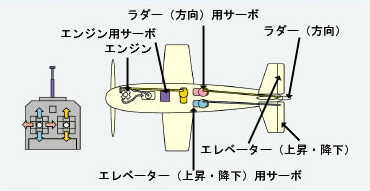 ラダー（方向）用サーボ
ラダー（方向）
エンジン用サーボ
エンジン
エレベーター（上昇・降下）
エレベーター（上昇・降下）用サーボ